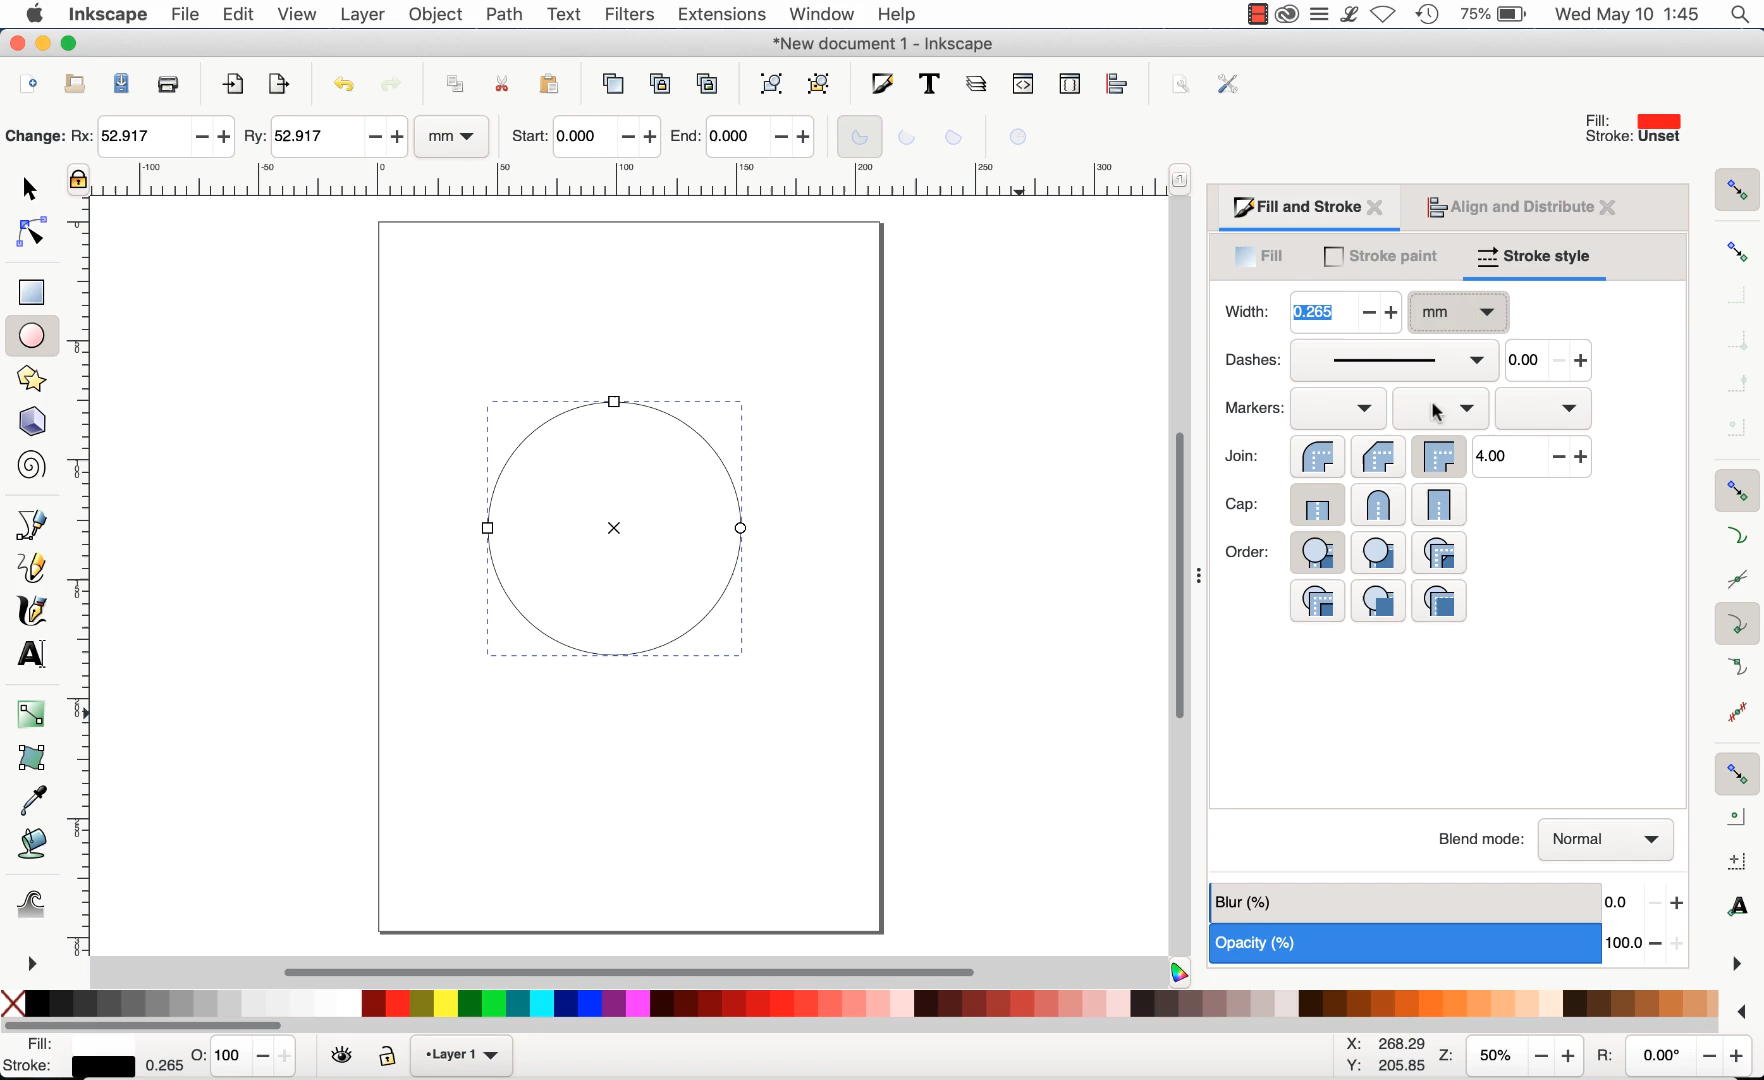 Inkscape File Edit View Layer Object Path Text Filters Extensions Window Help 75% Wed May 10 1:45
*New document 1 - Inkscape
Change: Rx: 52.917 Ry: 52.917 mm Start: 0.000 End: 0.000
Fill:
Stroke: Unset
-100 -50 0 50 100 150 200 250 300
Fill and Stroke Align and Distribute
Fill Stroke paint Stroke style
Width: 0.265 mm
Dashes: 0.00
Markers:
Join: 4.00
Cap:
Order:
Blend mode: Normal
Blur (%) 0.0
Opacity (%) 100.0
Fill:
Stroke: 0.265 O: 100 •Layer 1
X: 268.29
Y: 205.85
Z: 50% R: 0.00°